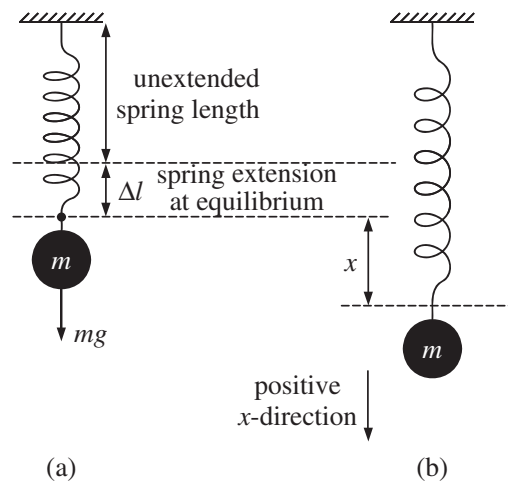 unextended
spring length
Δl
spring extension
at equilibrium
m
x
mg
m
positive
x-direction
(a)
(b)